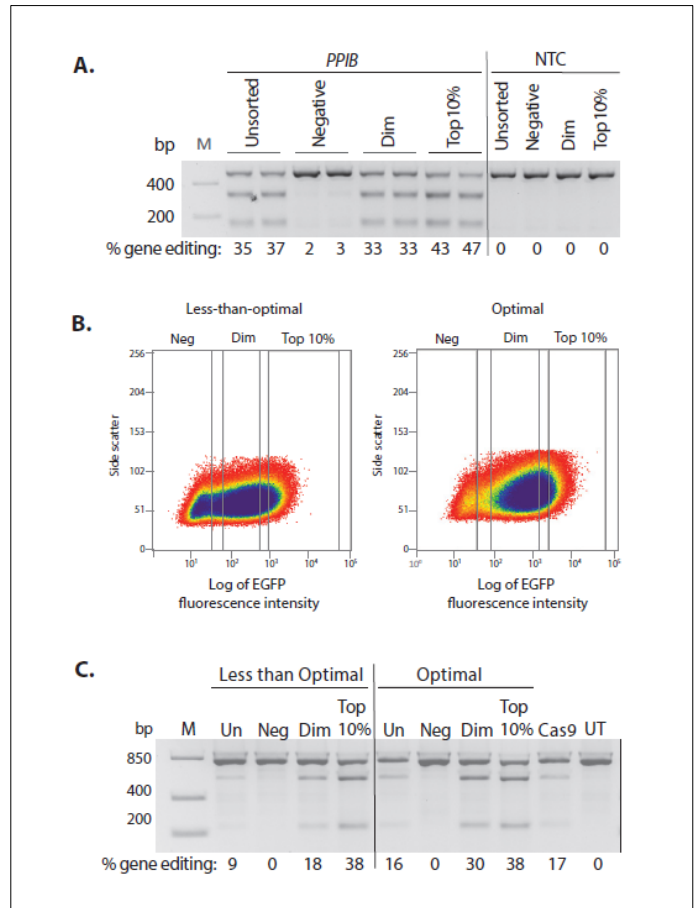 A.
PPIB NTC
Unsorted Negative Dim Top 10% Unsorted Negative Dim Top 10%
bp M
400
200
% gene editing: 35 37 2 3 33 33 43 47 0 0 0 0
B.
Less-than-optimal Optimal
Neg Dim Top 10% Neg Dim Top 10%
256 256
204 204
153 153
102 102
51 51
0 0
Side scatter Side scatter
10¹ 10² 10³ 10⁴ 10⁵ 10⁰ 10¹ 10² 10³ 10⁴ 10⁵
Log of EGFP Log of EGFP
fluorescence intensity fluorescence intensity
C.
Less than Optimal Optimal
Top Top
bp M Un Neg Dim 10% Un Neg Dim 10% Cas9 UT
850
400
200
% gene editing: 9 0 18 38 16 0 30 38 17 0